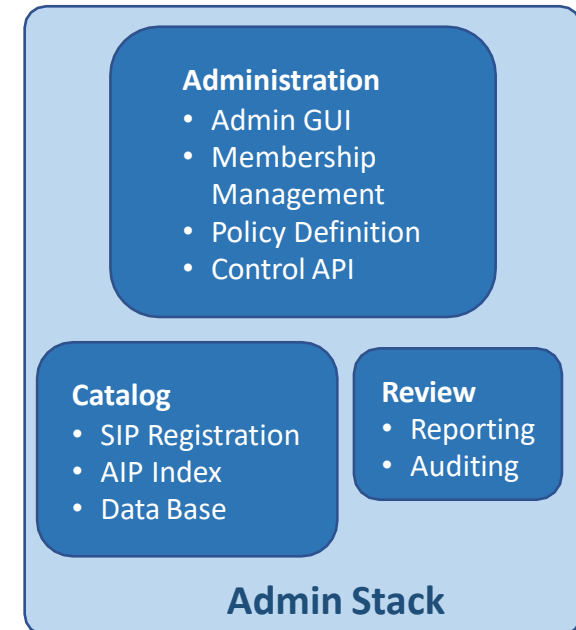 Administration
• Admin GUI
• Membership
Management
• Policy Definition
• Control API
Catalog
• SIP Registration
• AIP Index
• Data Base
Review
• Reporting
• Auditing
Admin Stack